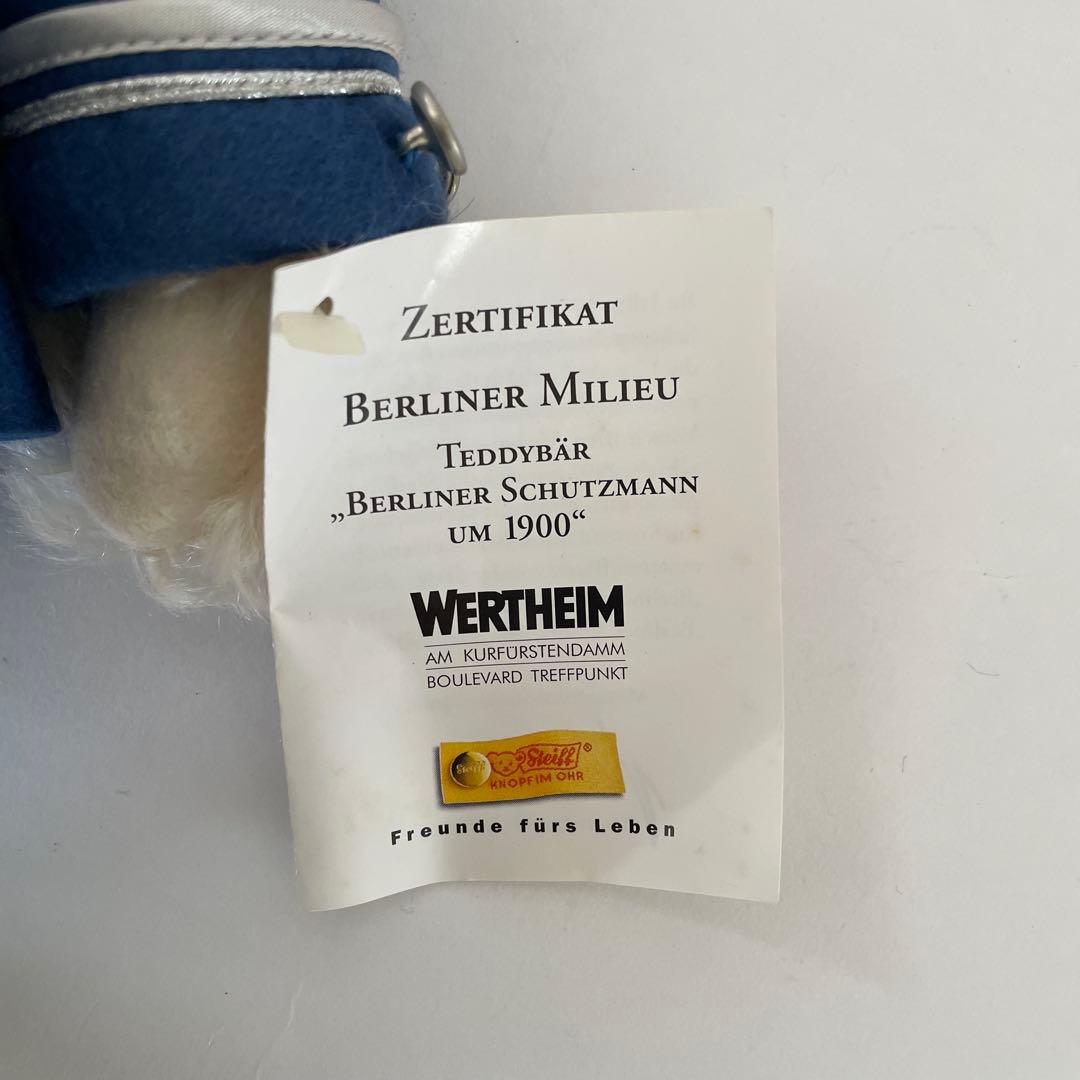 ZERTIFIKAT
BERLINER MILIEU
TEDDYBÄR
„BERLINER SCHUTZMANN
UM 1900“
WERTHEIM
AM KURFÜRSTENDAMM
BOULEVARD TREFFPUNKT
Steiff Steiff ®
KNOPF IM OHR
Freunde fürs Leben